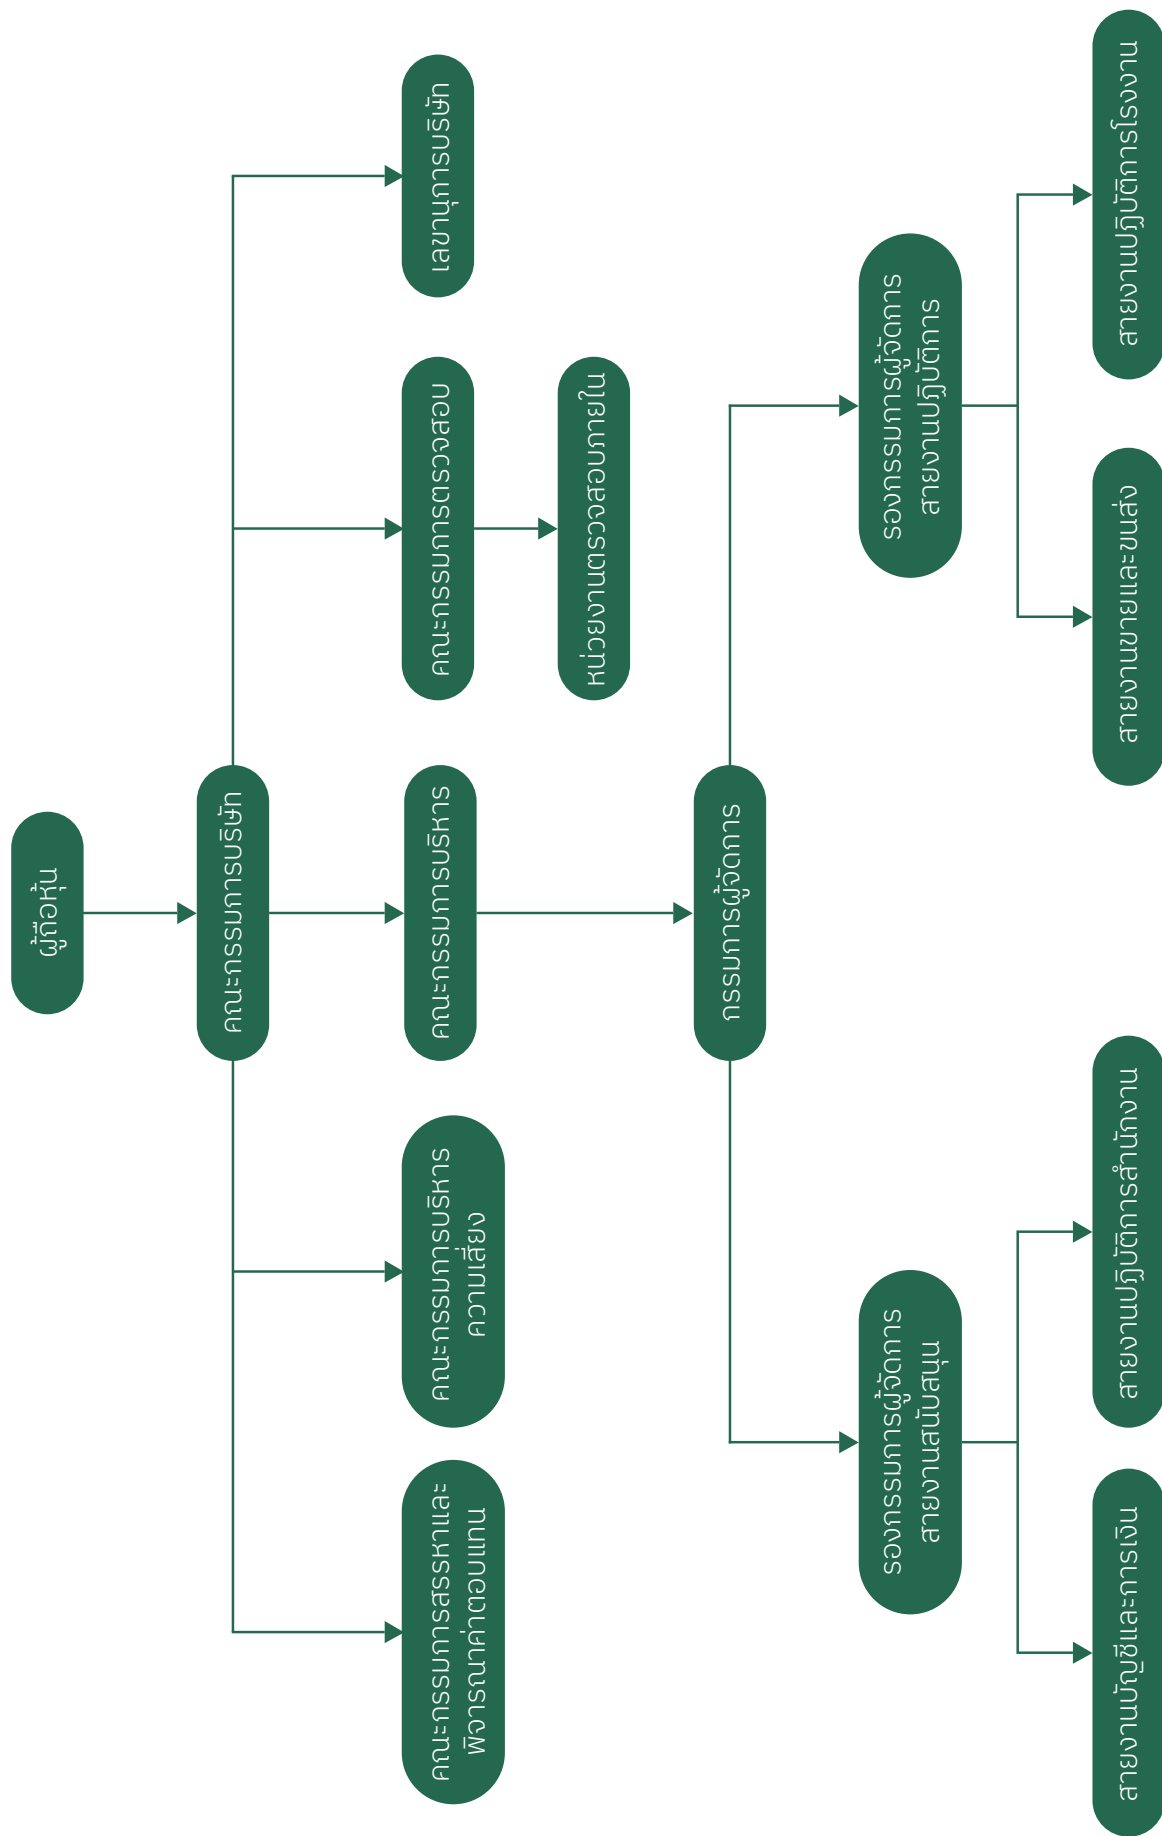 ผู้ถือหุ้น
คณะกรรมการบริษัท
คณะกรรมการสรรหาและ
พิจารณาค่าตอบแทน
คณะกรรมการบริหาร
ความเสี่ยง
คณะกรรมการบริหาร
คณะกรรมการตรวจสอบ
เลขานุการบริษัท
หน่วยงานตรวจสอบภายใน
กรรมการผู้จัดการ
รองกรรมการผู้จัดการ
สายงานสนับสนุน
รองกรรมการผู้จัดการ
สายงานปฏิบัติการ
สายงานบัญชีและการเงิน
สายงานปฏิบัติการสำนักงาน
สายงานขายและขนส่ง
สายงานปฏิบัติการโรงงาน